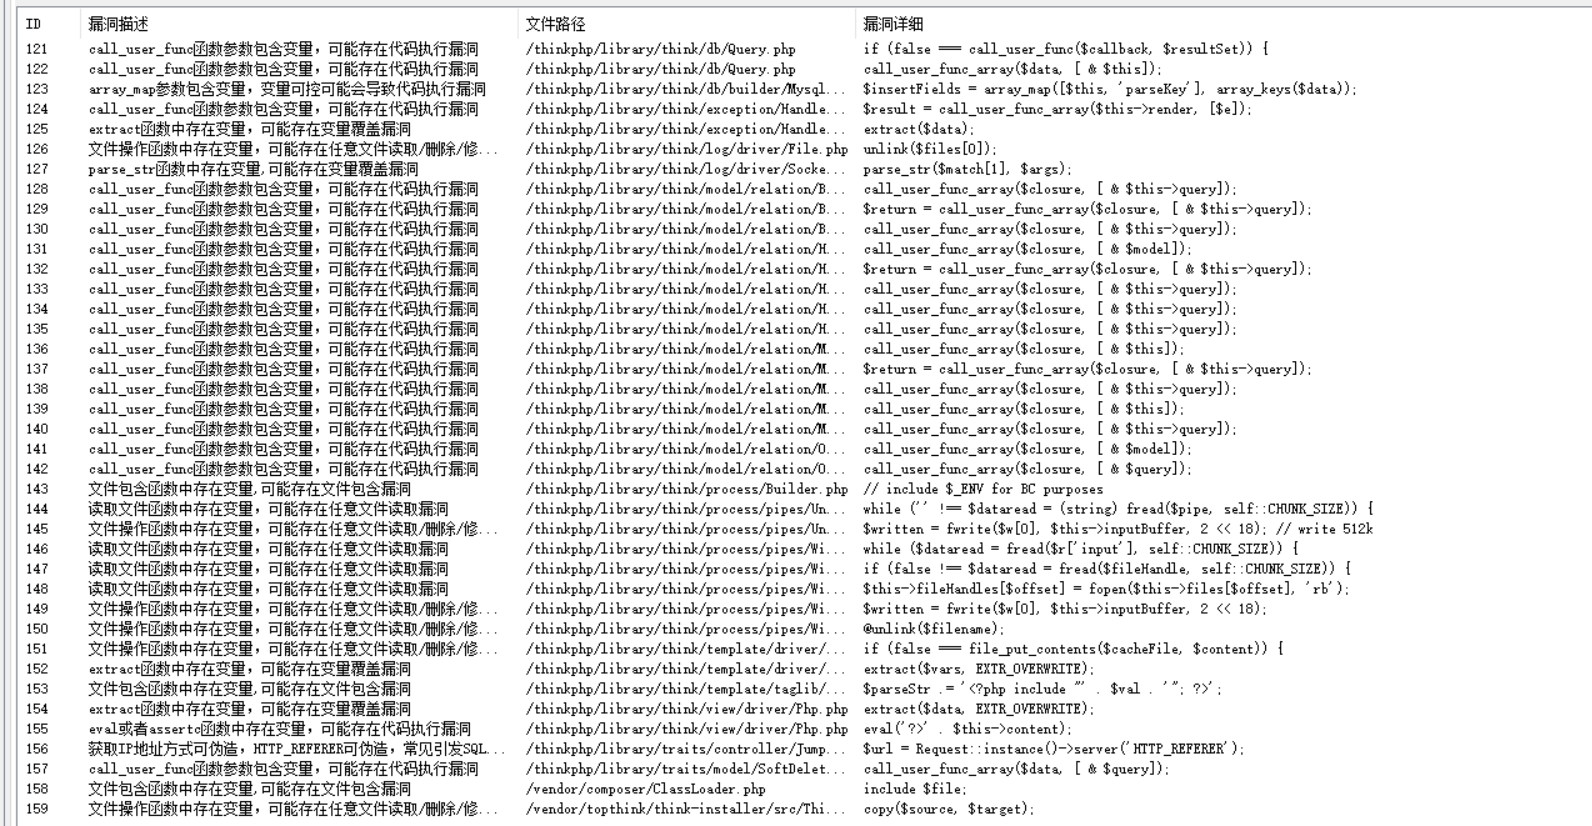 ID 漏洞描述 文件路径 漏洞详细
121 call_user_func函数参数包含变量，可能存在代码执行漏洞 /thinkphp/library/think/db/Query.php if (false === call_user_func($callback, $resultSet)) {
122 call_user_func函数参数包含变量，可能存在代码执行漏洞 /thinkphp/library/think/db/Query.php call_user_func_array($data, [ & $this]);
123 array_map参数包含变量，变量可控可能会导致代码执行漏洞 /thinkphp/library/think/db/builder/Mysql... $insertFields = array_map([$this, 'parseKey'], array_keys($data));
124 call_user_func函数参数包含变量，可能存在代码执行漏洞 /thinkphp/library/think/exception/Handle... $result = call_user_func_array($this->render, [$e]);
125 extract函数中存在变量，可能存在变量覆盖漏洞 /thinkphp/library/think/exception/Handle... extract($data);
126 文件操作函数中存在变量，可能存在任意文件读取/删除/修... /thinkphp/library/think/log/driver/File.php unlink($files[0]);
127 parse_str函数中存在变量,可能存在变量覆盖漏洞 /thinkphp/library/think/log/driver/Socke... parse_str($match[1], $args);
128 call_user_func函数参数包含变量，可能存在代码执行漏洞 /thinkphp/library/think/model/relation/B... call_user_func_array($closure, [ & $this->query]);
129 call_user_func函数参数包含变量，可能存在代码执行漏洞 /thinkphp/library/think/model/relation/B... $return = call_user_func_array($closure, [ & $this->query]);
130 call_user_func函数参数包含变量，可能存在代码执行漏洞 /thinkphp/library/think/model/relation/B... call_user_func_array($closure, [ & $this->query]);
131 call_user_func函数参数包含变量，可能存在代码执行漏洞 /thinkphp/library/think/model/relation/H... call_user_func_array($closure, [ & $model]);
132 call_user_func函数参数包含变量，可能存在代码执行漏洞 /thinkphp/library/think/model/relation/H... $return = call_user_func_array($closure, [ & $this->query]);
133 call_user_func函数参数包含变量，可能存在代码执行漏洞 /thinkphp/library/think/model/relation/H... call_user_func_array($closure, [ & $this->query]);
134 call_user_func函数参数包含变量，可能存在代码执行漏洞 /thinkphp/library/think/model/relation/H... call_user_func_array($closure, [ & $this->query]);
135 call_user_func函数参数包含变量，可能存在代码执行漏洞 /thinkphp/library/think/model/relation/H... call_user_func_array($closure, [ & $this->query]);
136 call_user_func函数参数包含变量，可能存在代码执行漏洞 /thinkphp/library/think/model/relation/M... call_user_func_array($closure, [ & $this]);
137 call_user_func函数参数包含变量，可能存在代码执行漏洞 /thinkphp/library/think/model/relation/M... $return = call_user_func_array($closure, [ & $this->query]);
138 call_user_func函数参数包含变量，可能存在代码执行漏洞 /thinkphp/library/think/model/relation/M... call_user_func_array($closure, [ & $this->query]);
139 call_user_func函数参数包含变量，可能存在代码执行漏洞 /thinkphp/library/think/model/relation/M... call_user_func_array($closure, [ & $this]);
140 call_user_func函数参数包含变量，可能存在代码执行漏洞 /thinkphp/library/think/model/relation/M... call_user_func_array($closure, [ & $this->query]);
141 call_user_func函数参数包含变量，可能存在代码执行漏洞 /thinkphp/library/think/model/relation/O... call_user_func_array($closure, [ & $model]);
142 call_user_func函数参数包含变量，可能存在代码执行漏洞 /thinkphp/library/think/model/relation/O... call_user_func_array($closure, [ & $query]);
143 文件包含函数中存在变量,可能存在文件包含漏洞 /thinkphp/library/think/process/Builder.php // include $_ENV for BC purposes
144 读取文件函数中存在变量，可能存在任意文件读取漏洞 /thinkphp/library/think/process/pipes/Un... while ('' !== $dataread = (string) fread($pipe, self::CHUNK_SIZE)) {
145 文件操作函数中存在变量，可能存在任意文件读取/删除/修... /thinkphp/library/think/process/pipes/Un... $written = fwrite($w[0], $this->inputBuffer, 2 << 18); // write 512k
146 读取文件函数中存在变量，可能存在任意文件读取漏洞 /thinkphp/library/think/process/pipes/Wi... while ($dataread = fread($r['input'], self::CHUNK_SIZE)) {
147 读取文件函数中存在变量，可能存在任意文件读取漏洞 /thinkphp/library/think/process/pipes/Wi... if (false !== $dataread = fread($fileHandle, self::CHUNK_SIZE)) {
148 读取文件函数中存在变量，可能存在任意文件读取漏洞 /thinkphp/library/think/process/pipes/Wi... $this->fileHandles[$offset] = fopen($this->files[$offset], 'rb');
149 文件操作函数中存在变量，可能存在任意文件读取/删除/修... /thinkphp/library/think/process/pipes/Wi... $written = fwrite($w[0], $this->inputBuffer, 2 << 18);
150 文件操作函数中存在变量，可能存在任意文件读取/删除/修... /thinkphp/library/think/process/pipes/Wi... @unlink($filename);
151 文件操作函数中存在变量，可能存在任意文件读取/删除/修... /thinkphp/library/think/template/driver/... if (false === file_put_contents($cacheFile, $content)) {
152 extract函数中存在变量，可能存在变量覆盖漏洞 /thinkphp/library/think/template/driver/... extract($vars, EXTR_OVERWRITE);
153 文件包含函数中存在变量,可能存在文件包含漏洞 /thinkphp/library/think/template/taglib/... $parseStr .= '<?php include "' . $val . '"; ?>';
154 extract函数中存在变量，可能存在变量覆盖漏洞 /thinkphp/library/think/view/driver/Php.php extract($data, EXTR_OVERWRITE);
155 eval或者assertc函数中存在变量，可能存在代码执行漏洞 /thinkphp/library/think/view/driver/Php.php eval('?>' . $this->content);
156 获取IP地址方式可伪造，HTTP_REFERER可伪造，常见引发SQL... /thinkphp/library/traits/controller/Jump... $url = Request::instance()->server('HTTP_REFERER');
157 call_user_func函数参数包含变量，可能存在代码执行漏洞 /thinkphp/library/traits/model/SoftDelet... call_user_func_array($data, [ & $query]);
158 文件包含函数中存在变量,可能存在文件包含漏洞 /vendor/composer/ClassLoader.php include $file;
159 文件操作函数中存在变量，可能存在任意文件读取/删除/修... /vendor/topthink/think-installer/src/Thi... copy($source, $target);